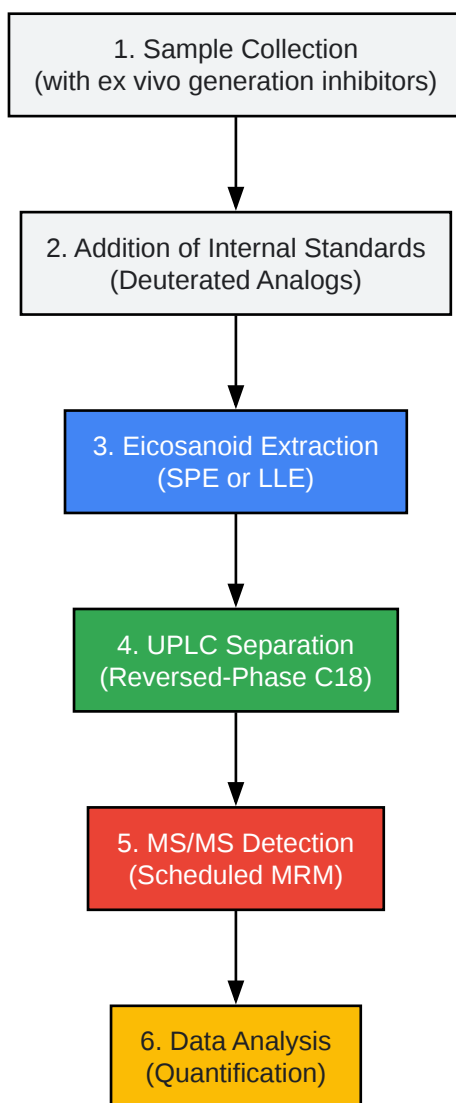 1. Sample Collection
(with ex vivo generation inhibitors)
2. Addition of Internal Standards
(Deuterated Analogs)
3. Eicosanoid Extraction
(SPE or LLE)
4. UPLC Separation
(Reversed-Phase C18)
5. MS/MS Detection
(Scheduled MRM)
6. Data Analysis
(Quantification)